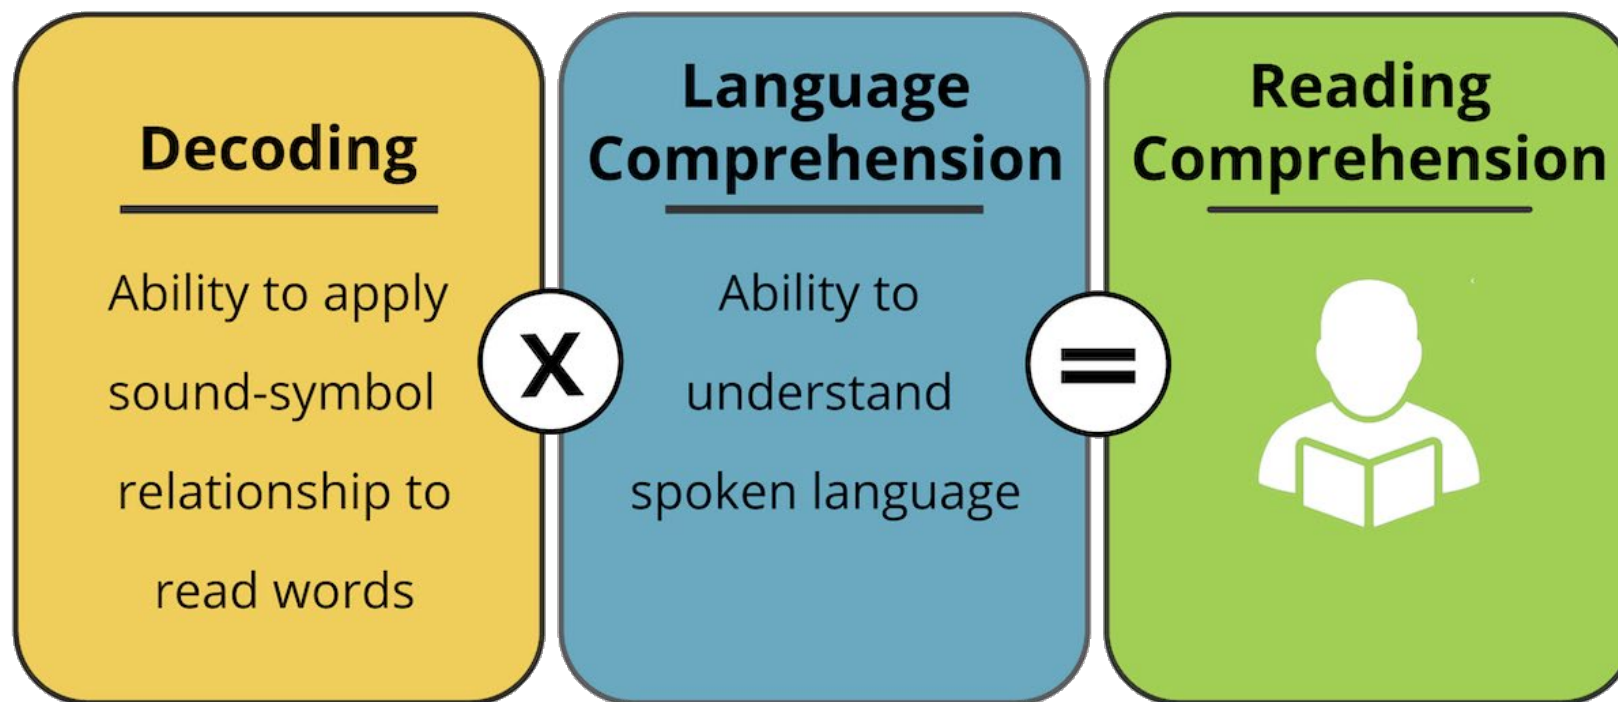 Decoding
Ability to apply
sound-symbol
relationship to
read words
X
Language
Comprehension
Ability to
understand
spoken language
=
Reading
Comprehension